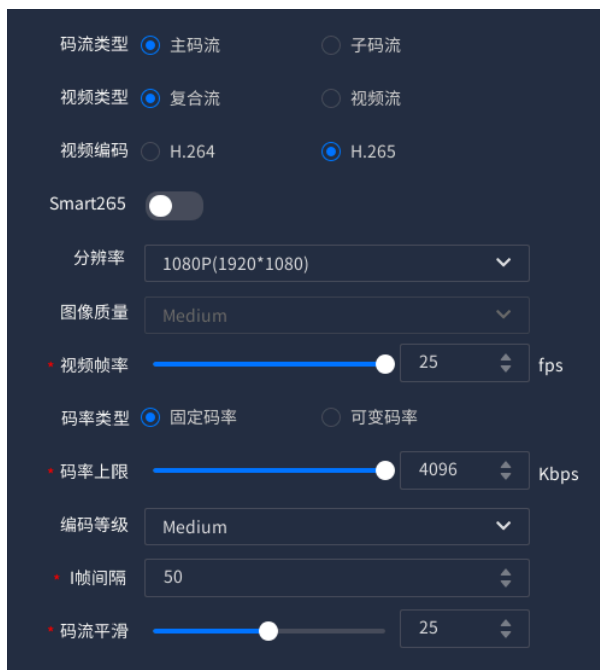 码流类型 主码流 子码流
视频类型 复合流 视频流
视频编码 H.264 H.265
Smart265
分辨率 1080P(1920*1080)
图像质量 Medium
* 视频帧率 25 fps
码率类型 固定码率 可变码率
* 码率上限 4096 Kbps
编码等级 Medium
* I帧间隔 50
* 码流平滑 25